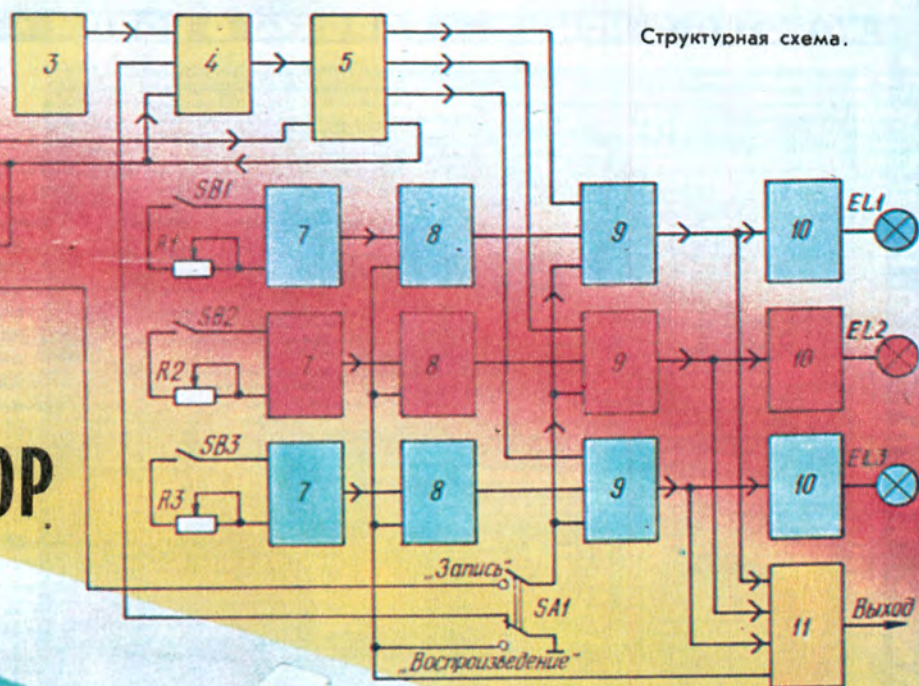 Структурная схема.
3 4 5
SB1
7 8 9 10 EL1
R1
SB2
7 8 9 10 EL2
R2
SB3
7 8 9 10 EL3
R3
ОР
„Запись“
SA1
11 Выход
„Воспроизведение“